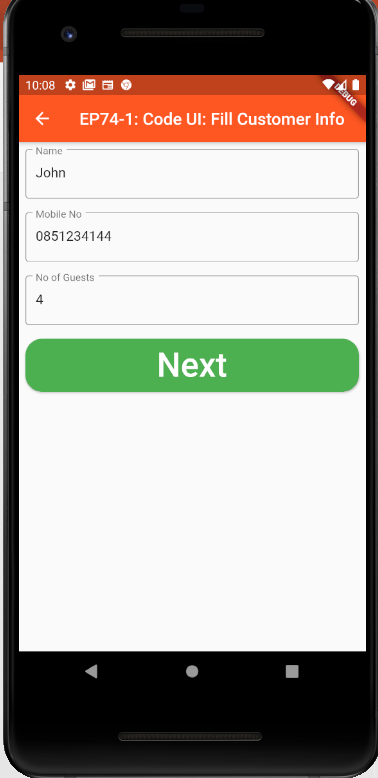 10:08
DEBUG
EP74-1: Code UI: Fill Customer Info
Name
John
Mobile No
0851234144
No of Guests
4
Next